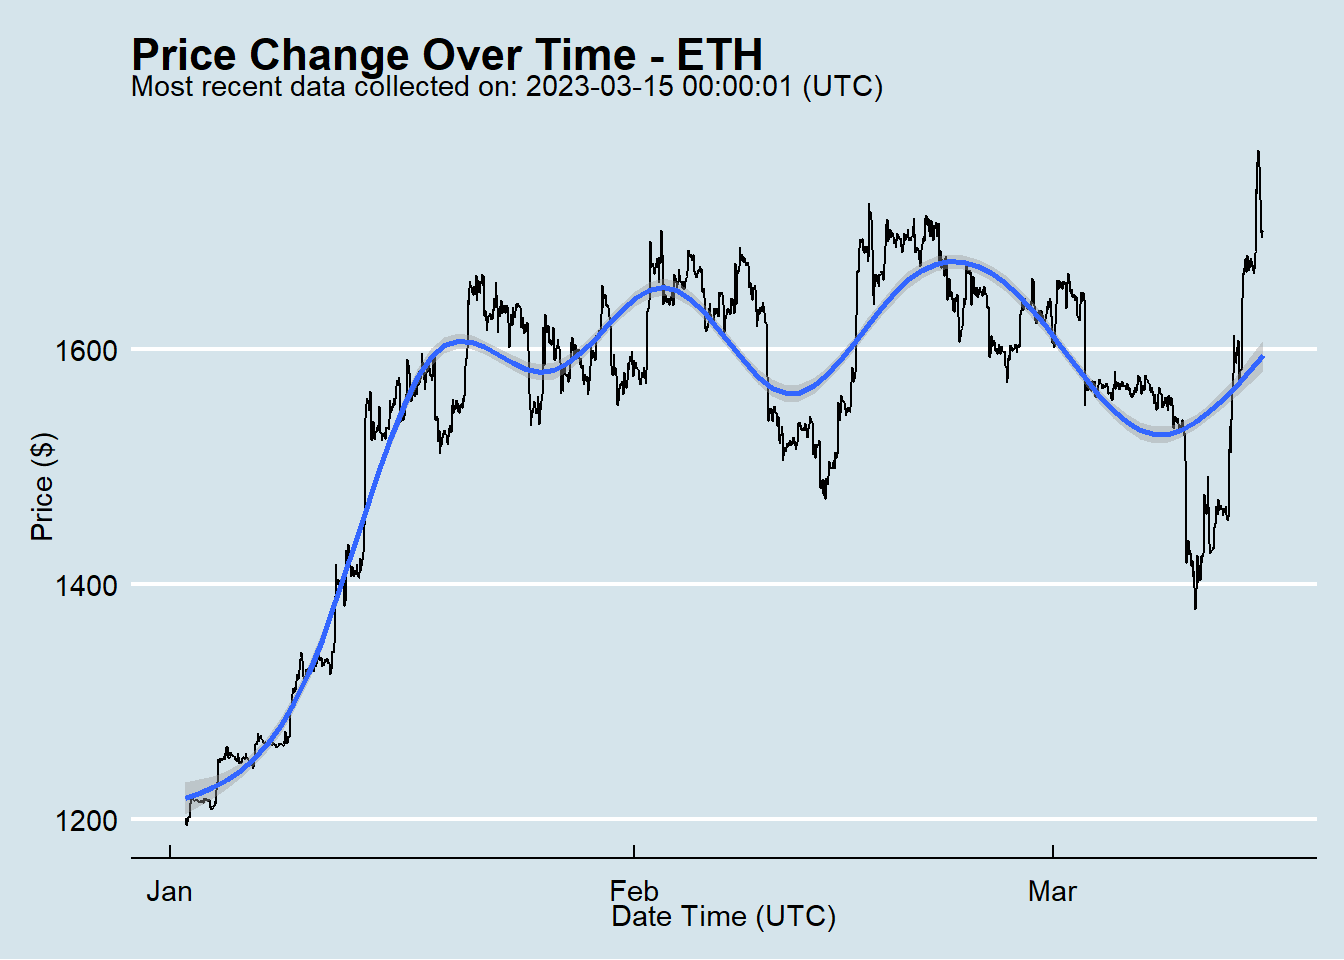 Price Change Over Time - ETH
Most recent data collected on: 2023-03-15 00:00:01 (UTC)
Price ($)
1600
1400
1200
Jan Feb Mar
Date Time (UTC)